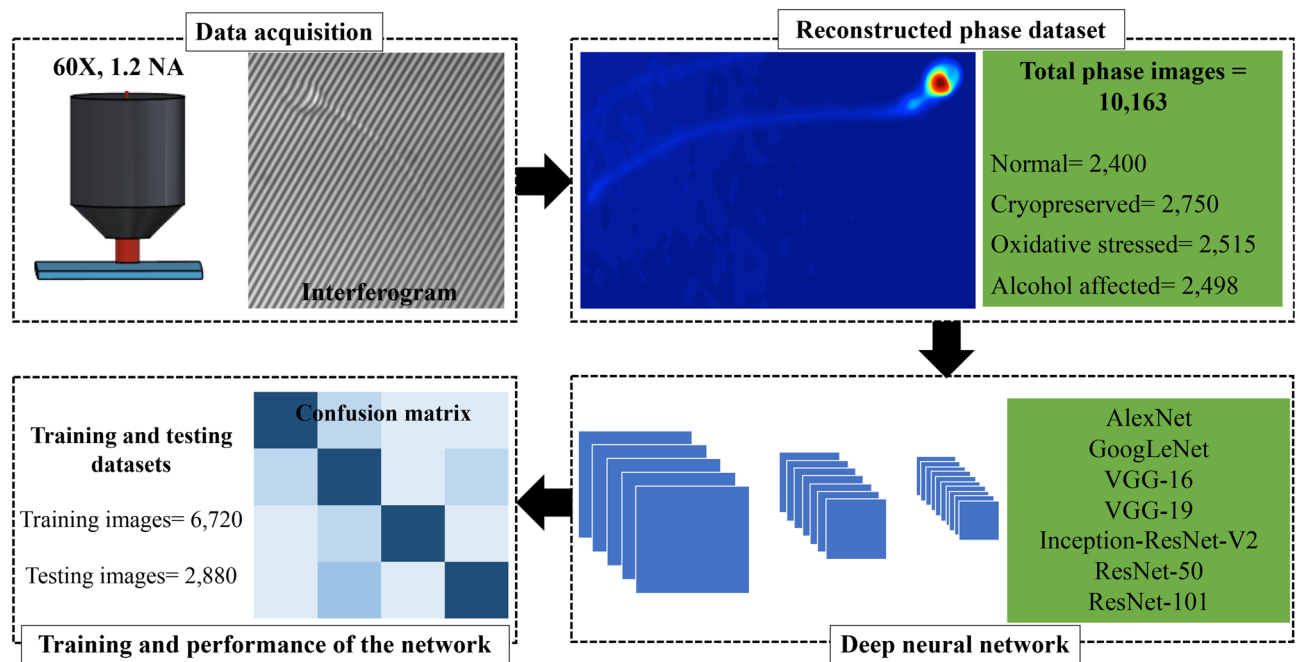 Data acquisition
60X, 1.2 NA
Interferogram
Reconstructed phase dataset
Total phase images =
10,163
Normal= 2,400
Cryopreserved= 2,750
Oxidative stressed= 2,515
Alcohol affected= 2,498
AlexNet
GoogLeNet
VGG-16
VGG-19
Inception-ResNet-V2
ResNet-50
ResNet-101
Deep neural network
Confusion matrix
Training and testing
datasets
Training images= 6,720
Testing images= 2,880
Training and performance of the network